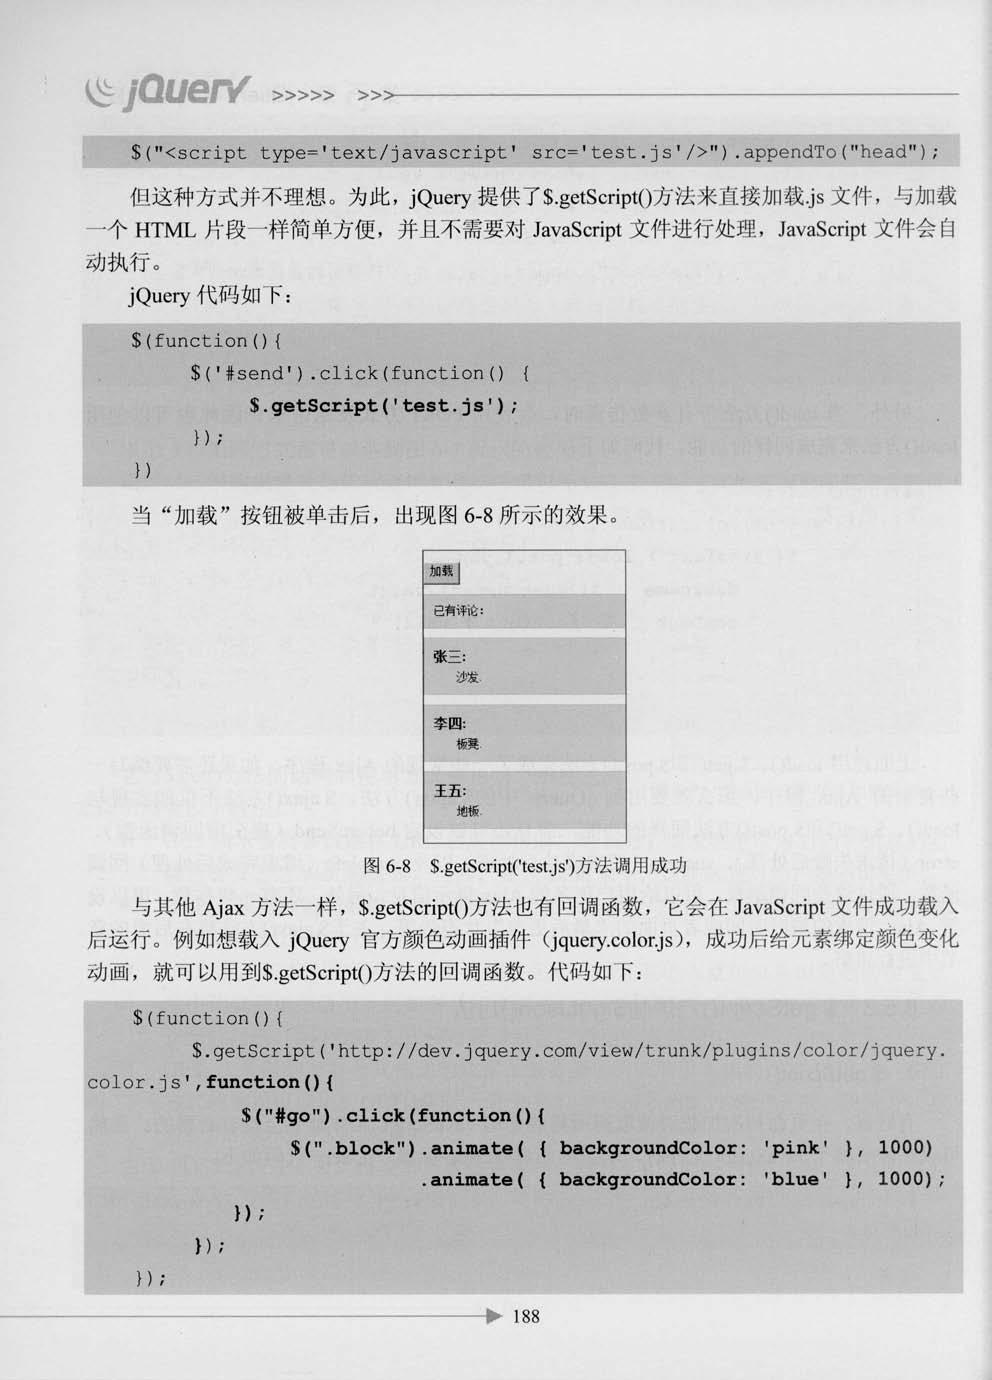 jQuery >>>>> >>>
$("<script type='text/javascript' src='test.js'/>").appendTo("head");
但这种方式并不理想。为此，jQuery 提供了$.getScript()方法来直接加载.js 文件，与加载
一个 HTML 片段一样简单方便，并且不需要对 JavaScript 文件进行处理，JavaScript 文件会自
动执行。
jQuery 代码如下：
$(function(){
$('#send').click(function() {
$.getScript('test.js');
});
})
当“加载”按钮被单击后，出现图 6-8 所示的效果。
加载
已有评论：
张三:
沙发.
李四:
板凳.
王五:
地板.
图 6-8 $.getScript('test.js')方法调用成功
与其他 Ajax 方法一样，$.getScript()方法也有回调函数，它会在 JavaScript 文件成功载入
后运行。例如想载入 jQuery 官方颜色动画插件（jquery.color.js），成功后给元素绑定颜色变化
动画，就可以用到$.getScript()方法的回调函数。代码如下：
$(function(){
$.getScript('http://dev.jquery.com/view/trunk/plugins/color/jquery.
color.js',function(){
$("#go").click(function(){
$(".block").animate( { backgroundColor: 'pink' }, 1000)
.animate( { backgroundColor: 'blue' }, 1000);
});
});
});
188